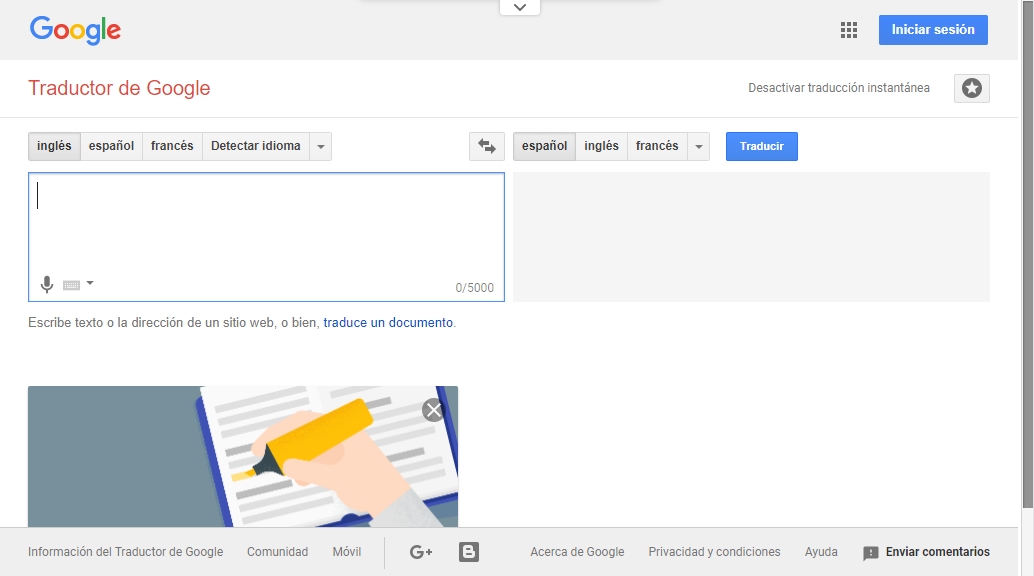 Google
Iniciar sesión
Traductor de Google
Desactivar traducción instantánea
inglés español francés Detectar idioma
español inglés francés Traducir
0/5000
Escribe texto o la dirección de un sitio web, o bien, traduce un documento.
Información del Traductor de Google Comunidad Móvil G+ B Acerca de Google Privacidad y condiciones Ayuda Enviar comentarios